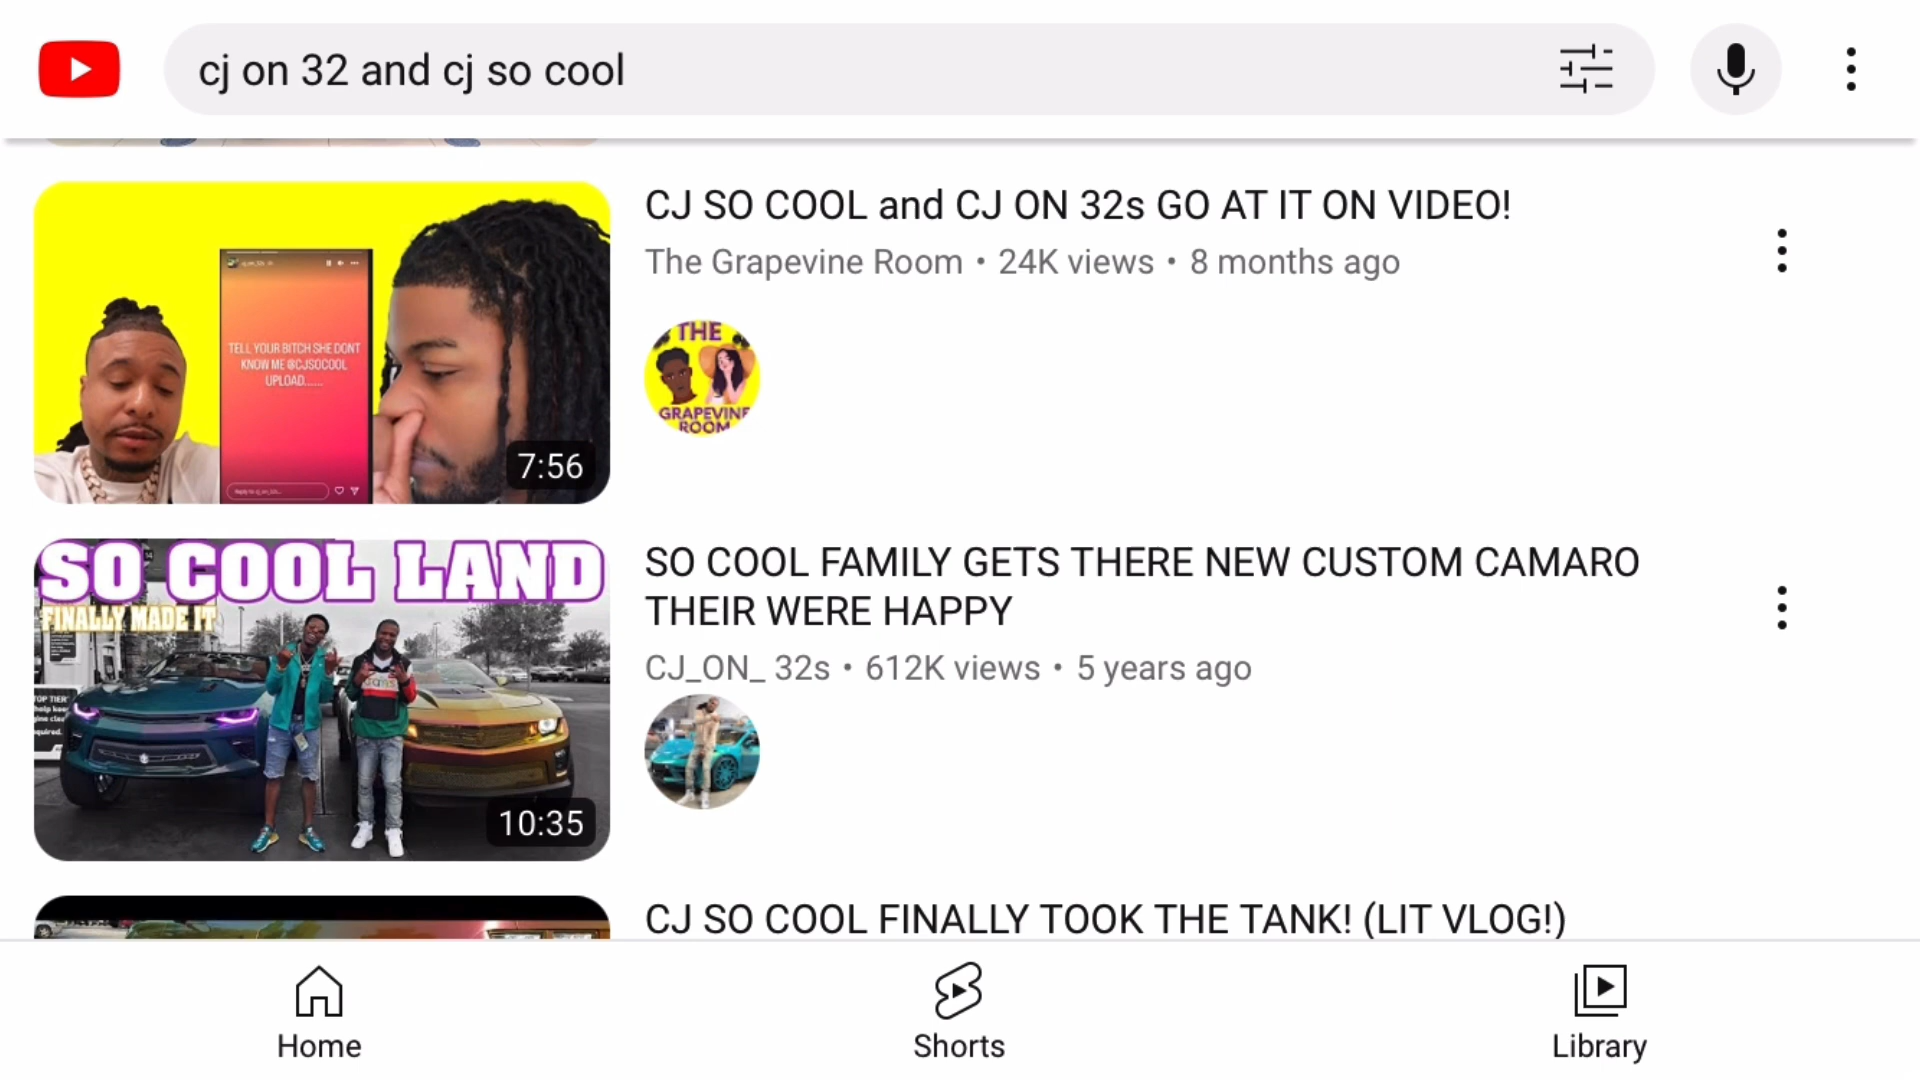 cj on 32 and cj so cool
TELL YOUR BITCH SHE DONT
KNOW ME @CJSOCOOL
UPLOAD......
7:56
CJ SO COOL and CJ ON 32s GO AT IT ON VIDEO!
The Grapevine Room • 24K views • 8 months ago
THE
GRAPEVINE
ROOM
SO COOL LAND
FINALLY MADE IT
TOP TIER
10:35
SO COOL FAMILY GETS THERE NEW CUSTOM CAMARO
THEIR WERE HAPPY
CJ_ON_ 32s • 612K views • 5 years ago
CJ SO COOL FINALLY TOOK THE TANK! (LIT VLOG!)
Home
Shorts
Library